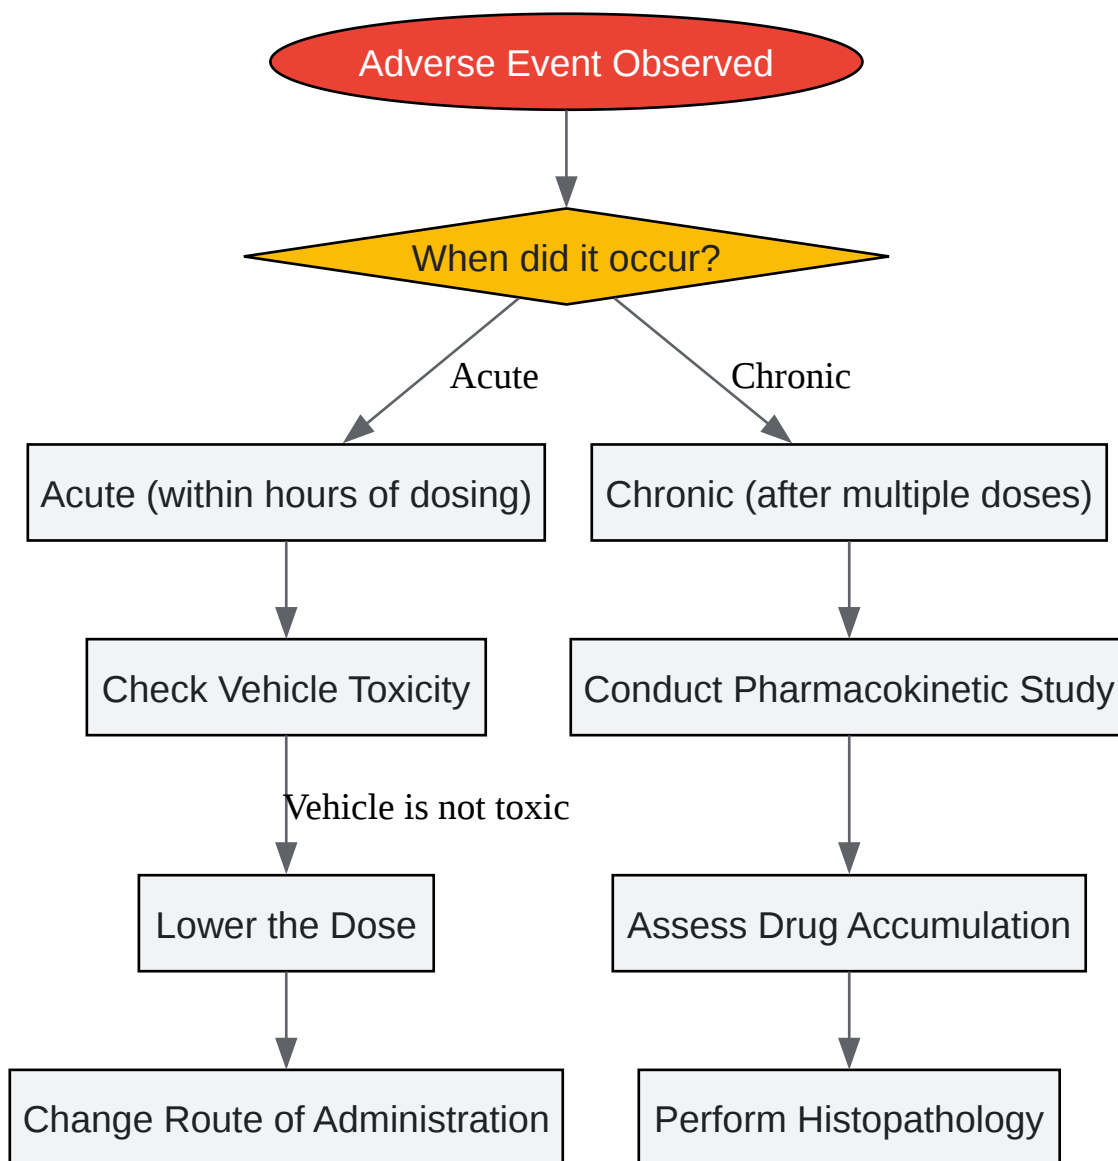 Adverse Event Observed
When did it occur?
Acute
Chronic
Acute (within hours of dosing)
Chronic (after multiple doses)
Check Vehicle Toxicity
Conduct Pharmacokinetic Study
Vehicle is not toxic
Lower the Dose
Assess Drug Accumulation
Change Route of Administration
Perform Histopathology